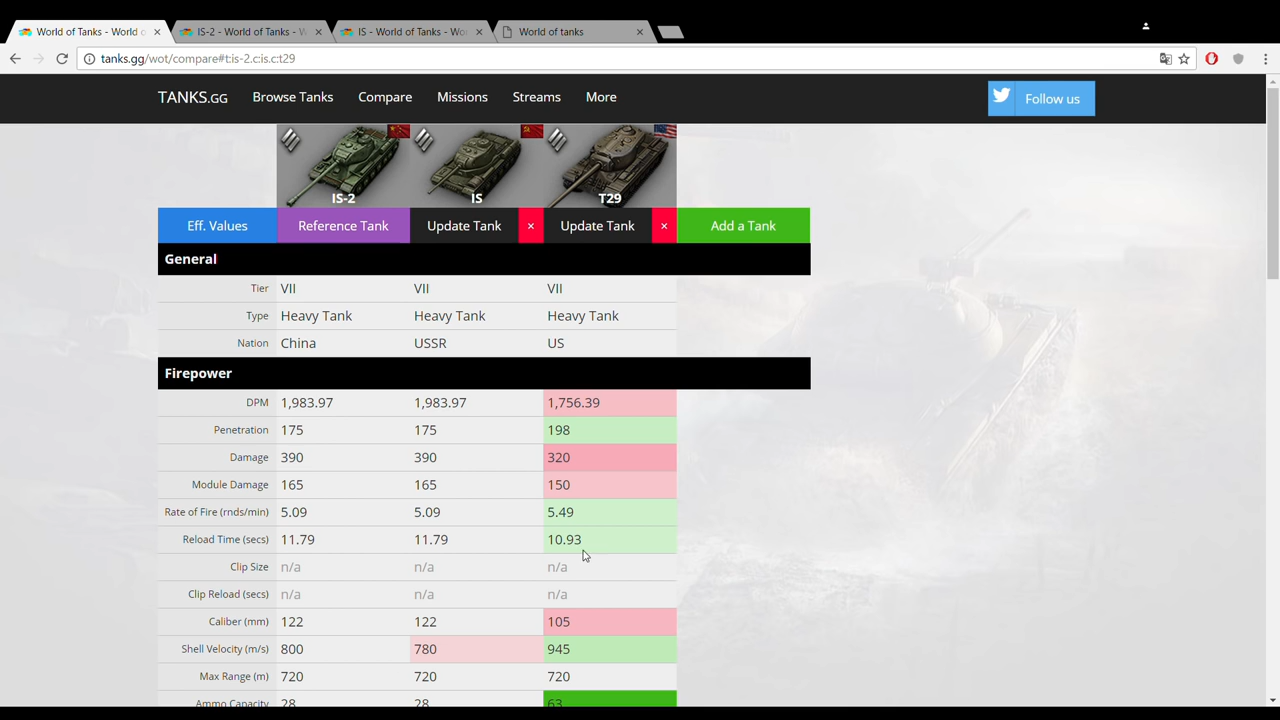 World of Tanks - World o
IS-2 - World of Tanks - W
IS - World of Tanks - Wo
World of tanks
tanks.gg/wot/compare#t:is-2.c:is.c:t29
TANKS.GG Browse Tanks Compare Missions Streams More Follow us
IS-2 IS T29
Eff. Values Reference Tank Update Tank × Update Tank × Add a Tank
General
Tier VII VII VII
Type Heavy Tank Heavy Tank Heavy Tank
Nation China USSR US
Firepower
DPM 1,983.97 1,983.97 1,756.39
Penetration 175 175 198
Damage 390 390 320
Module Damage 165 165 150
Rate of Fire (rnds/min) 5.09 5.09 5.49
Reload Time (secs) 11.79 11.79 10.93
Clip Size n/a n/a n/a
Clip Reload (secs) n/a n/a n/a
Caliber (mm) 122 122 105
Shell Velocity (m/s) 800 780 945
Max Range (m) 720 720 720
Ammo Capacity 28 28 63